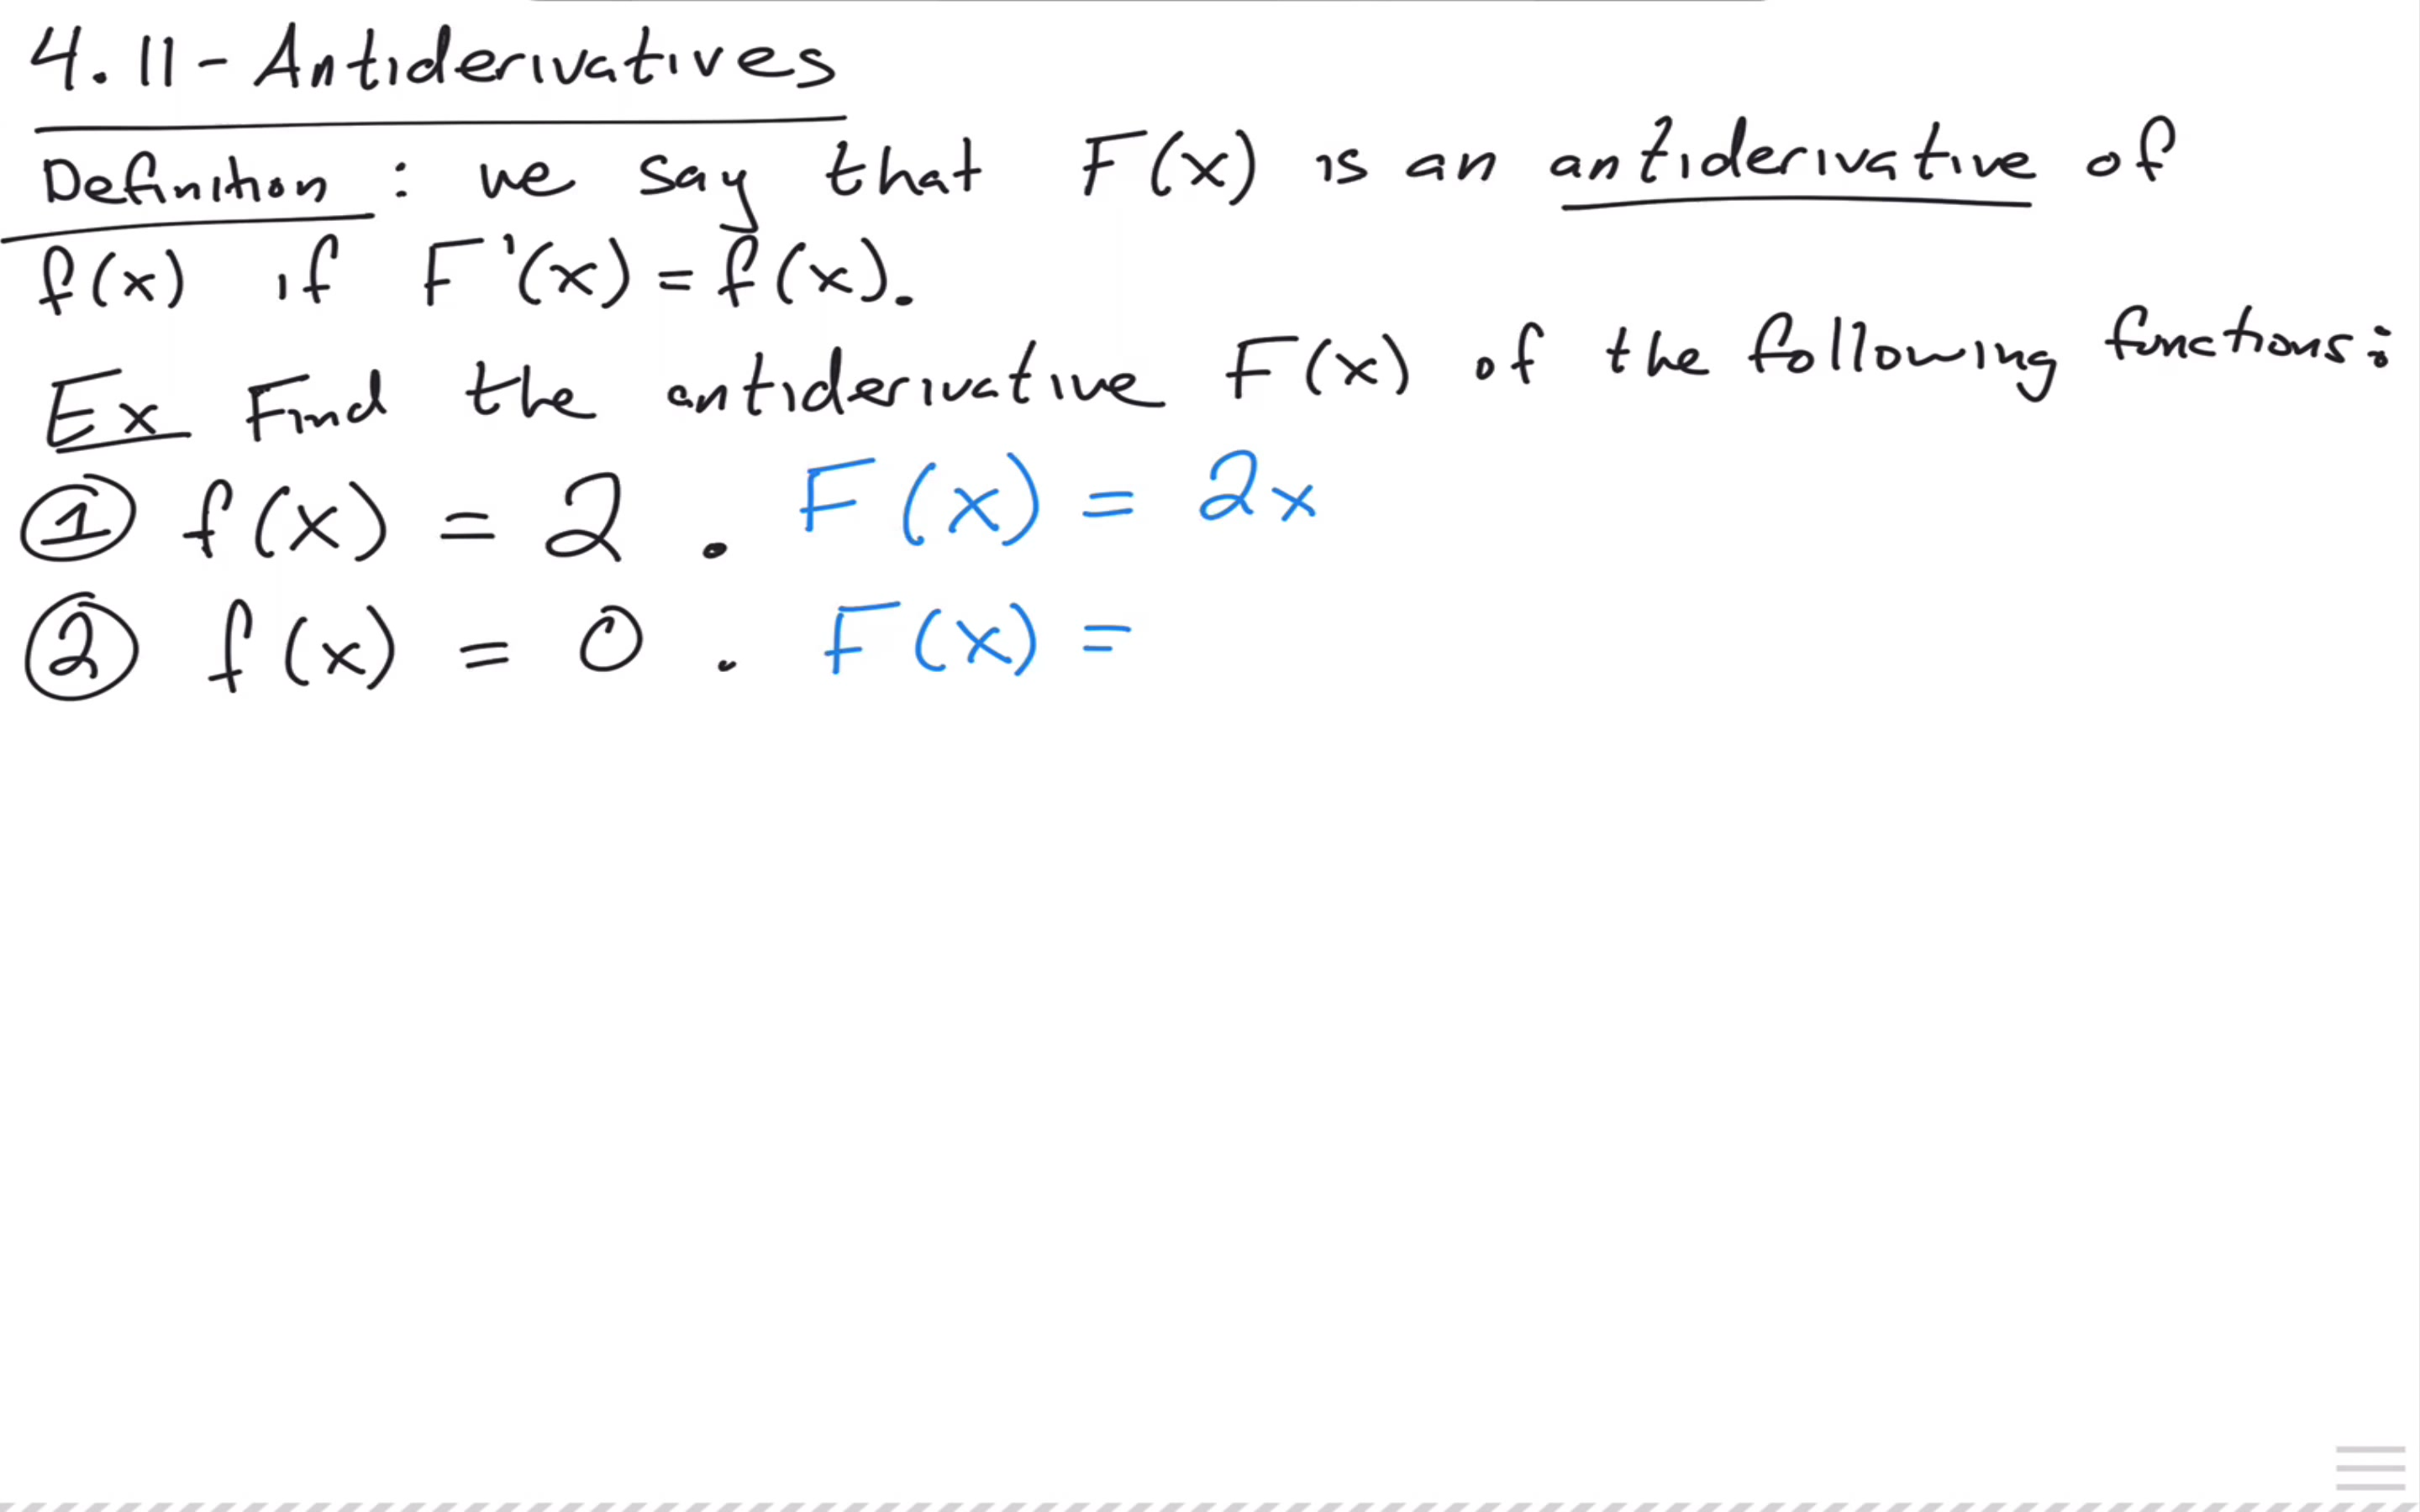 4.11 - Antiderivatives
Definition : we say that F(x) is an antiderivative of
f(x) if F'(x) = f(x).
Ex Find the antiderivative F(x) of the following functions:
① f(x) = 2 . F(x) = 2x
② f(x) = 0 . F(x) =